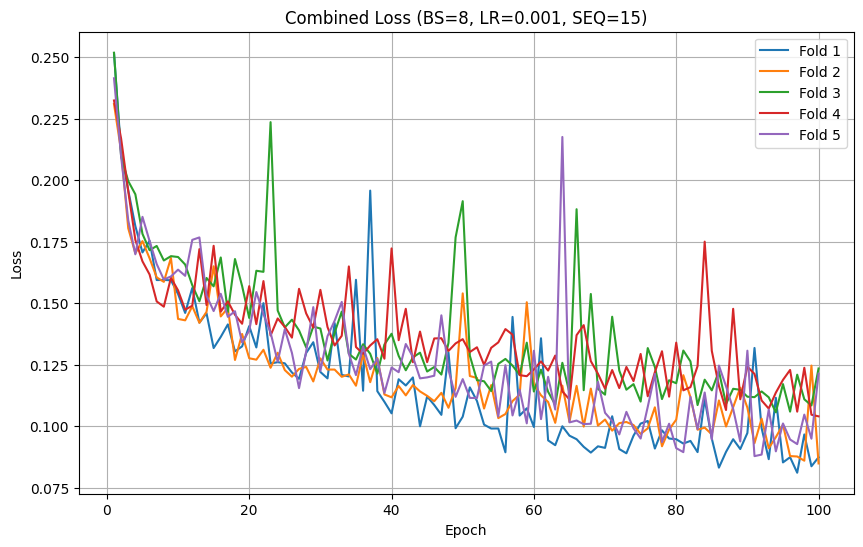 Combined Loss (BS=8, LR=0.001, SEQ=15)
Fold 1
Fold 2
Fold 3
Fold 4
Fold 5
Loss
0.250
0.225
0.200
0.175
0.150
0.125
0.100
0.075
0
20
40
60
80
100
Epoch